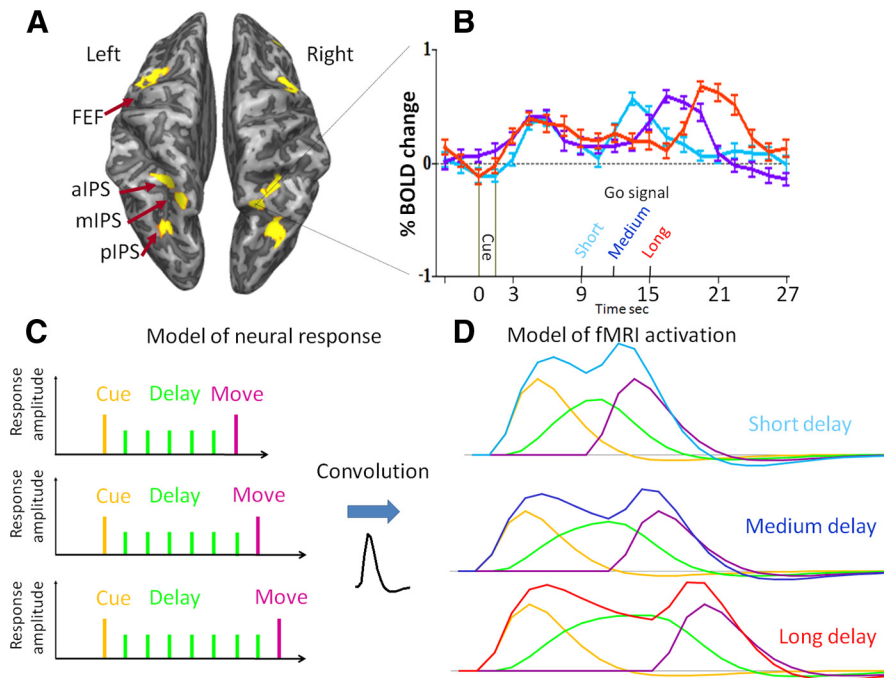 A
Left
Right
FEF
aIPS
mIPS
pIPS
B
% BOLD change
1
0
-1
Go signal
Cue
Short
Medium
Long
0 3 9 15 21 27
Time sec
C
Model of neural response
Response
amplitude
Cue Delay Move
Response
amplitude
Cue Delay Move
Response
amplitude
Cue Delay Move
Convolution
D
Model of fMRI activation
Short delay
Medium delay
Long delay